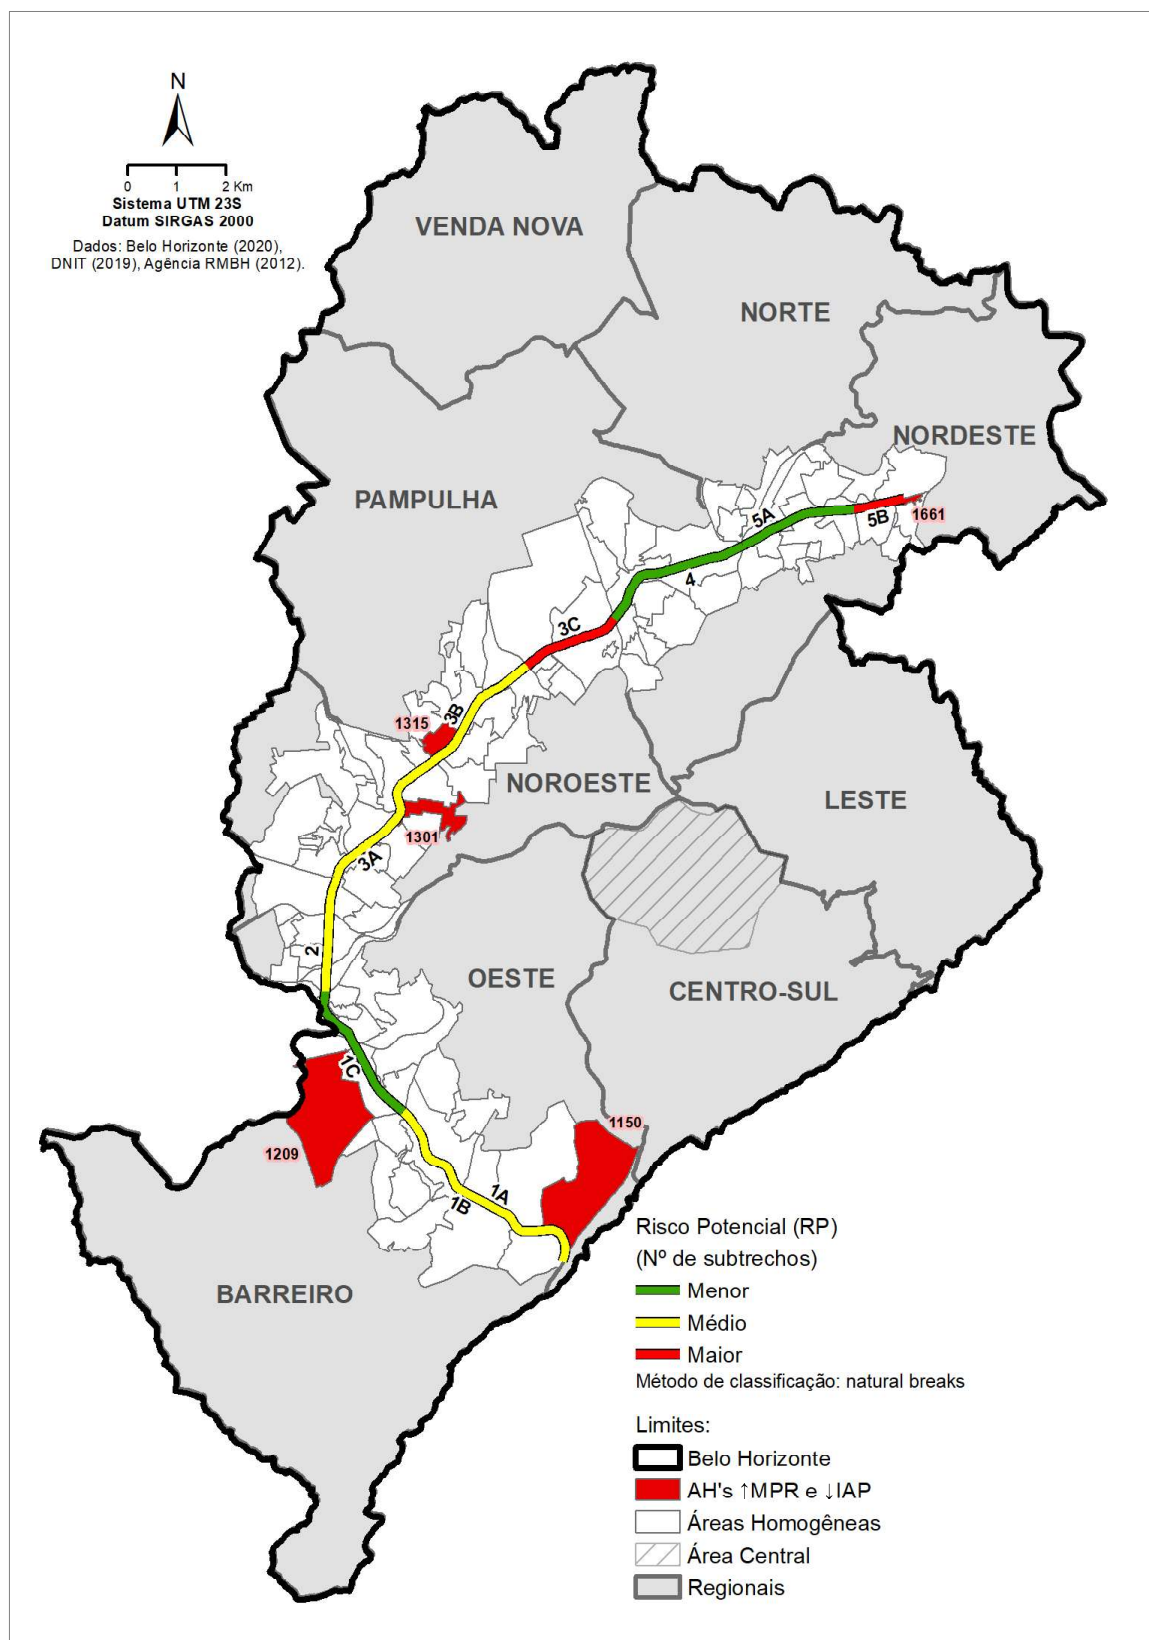 N
0 1 2 Km
Sistema UTM 23S
Datum SIRGAS 2000
Dados: Belo Horizonte (2020),
DNIT (2019), Agência RMBH (2012).
VENDA NOVA
NORTE
NORDESTE
PAMPULHA
5A
5B
1661
4
3C
3B
1315
NOROESTE
LESTE
1301
3A
2
OESTE
CENTRO-SUL
1C
1150
1209
1A
1B
BARREIRO
Risco Potencial (RP)
(Nº de subtrechos)
Menor
Médio
Maior
Método de classificação: natural breaks
Limites:
Belo Horizonte
AH's ↑MPR e ↓IAP
Áreas Homogêneas
Área Central
Regionais